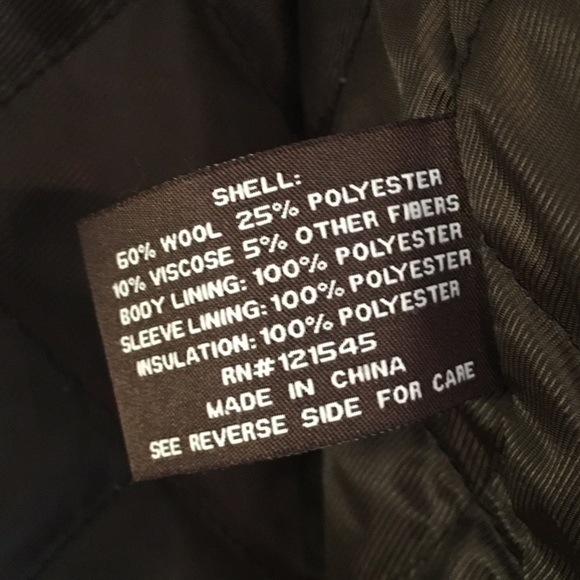 SHELL:
60% WOOL 25% POLYESTER
10% VISCOSE 5% OTHER FIBERS
BODY LINING: 100% POLYESTER
SLEEVE LINING: 100% POLYESTER
INSULATION: 100% POLYESTER
RN#121545
MADE IN CHINA
SEE REVERSE SIDE FOR CARE